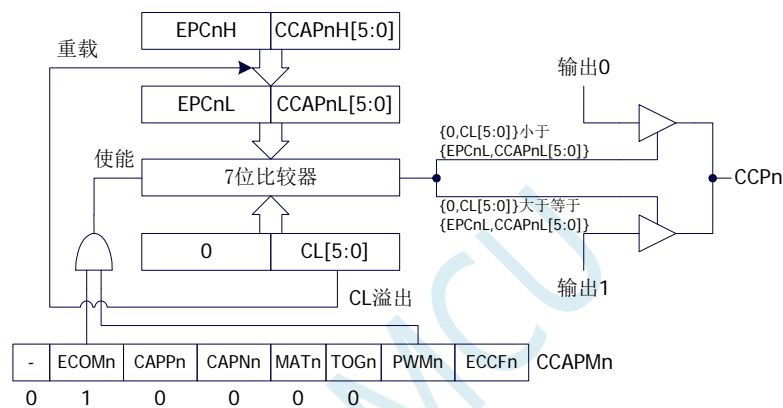 EPCnH CCAPnH[5:0]
重载
输出0
EPCnL CCAPnL[5:0]
{0,CL[5:0]}小于
{EPCnL,CCAPnL[5:0]}
使能
7位比较器
CCPn
{0,CL[5:0]}大于等于
{EPCnL,CCAPnL[5:0]}
0 CL[5:0]
输出1
CL溢出
- ECOMn CAPPn CAPNn MATn TOGn PWMn ECCFn CCAPMn
0 1 0 0 0 0
MCU